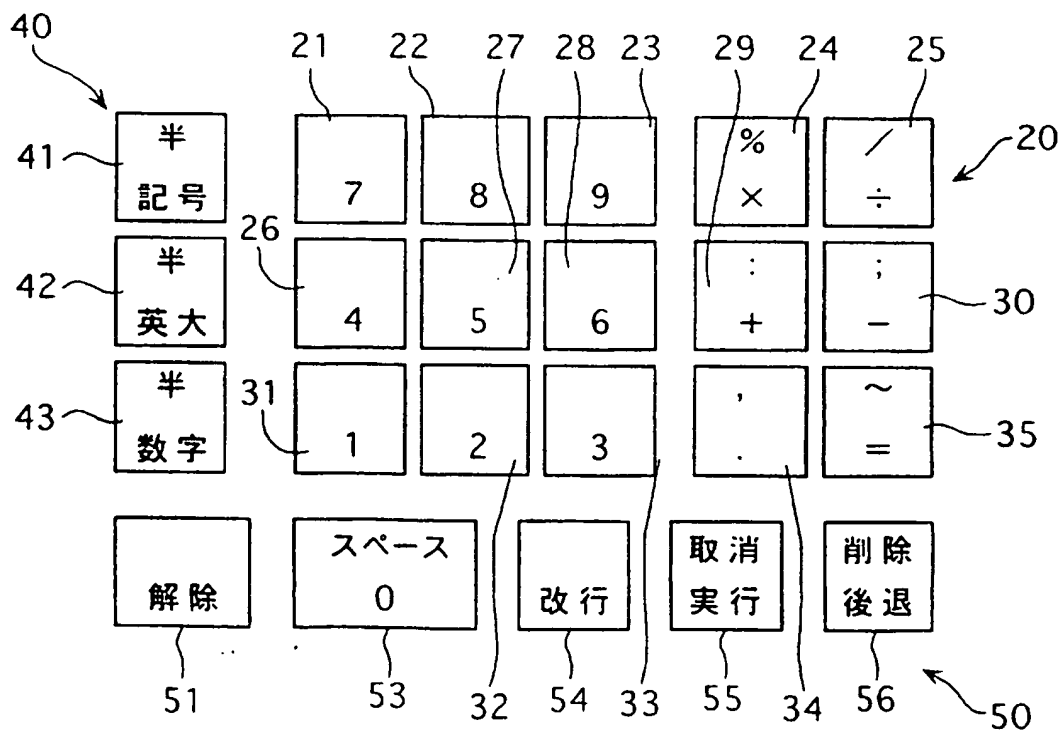 40 21 22 27 28 23 29 24 25
半 % /
41 20
記号 7 8 9 × ÷
26
半 : ;
42 30
英大 4 5 6 + −
半 , ~
43 31 35
数字 1 2 3 . =
スペース 取消 削除
解除 0 改行 実行 後退
51 53 32 54 33 55 34 56 50